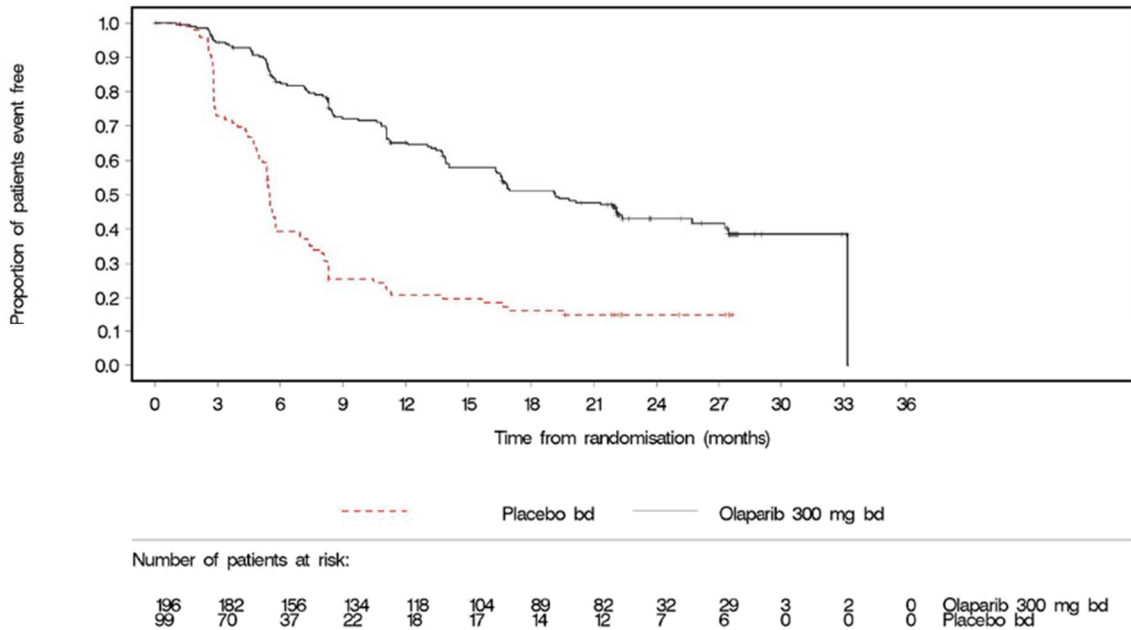 Proportion of patients event free
1.0
0.9
0.8
0.7
0.6
0.5
0.4
0.3
0.2
0.1
0.0
0 3 6 9 12 15 18 21 24 27 30 33 36
Time from randomisation (months)
Placebo bd Olaparib 300 mg bd
Number of patients at risk:
196 182 156 134 118 104 89 82 32 29 3 2 0 Olaparib 300 mg bd
99 70 37 22 18 17 14 12 7 6 0 0 0 Placebo bd